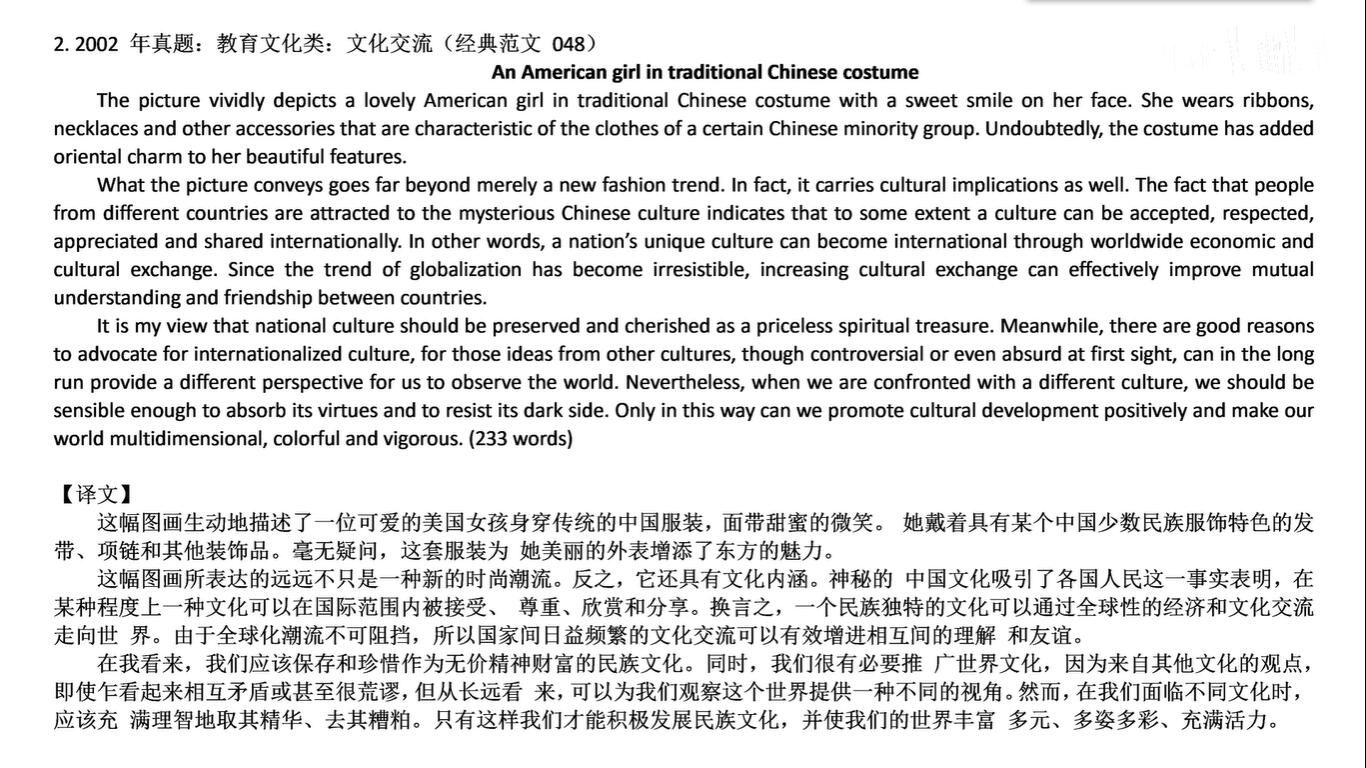 2. 2002 年真题：教育文化类：文化交流（经典范文 048）
An American girl in traditional Chinese costume
The picture vividly depicts a lovely American girl in traditional Chinese costume with a sweet smile on her face. She wears ribbons,
necklaces and other accessories that are characteristic of the clothes of a certain Chinese minority group. Undoubtedly, the costume has added
oriental charm to her beautiful features.
What the picture conveys goes far beyond merely a new fashion trend. In fact, it carries cultural implications as well. The fact that people
from different countries are attracted to the mysterious Chinese culture indicates that to some extent a culture can be accepted, respected,
appreciated and shared internationally. In other words, a nation’s unique culture can become international through worldwide economic and
cultural exchange. Since the trend of globalization has become irresistible, increasing cultural exchange can effectively improve mutual
understanding and friendship between countries.
It is my view that national culture should be preserved and cherished as a priceless spiritual treasure. Meanwhile, there are good reasons
to advocate for internationalized culture, for those ideas from other cultures, though controversial or even absurd at first sight, can in the long
run provide a different perspective for us to observe the world. Nevertheless, when we are confronted with a different culture, we should be
sensible enough to absorb its virtues and to resist its dark side. Only in this way can we promote cultural development positively and make our
world multidimensional, colorful and vigorous. (233 words)
【译文】
这幅图画生动地描述了一位可爱的美国女孩身穿传统的中国服装，面带甜蜜的微笑。 她戴着具有某个中国少数民族服饰特色的发
带、项链和其他装饰品。毫无疑问，这套服装为 她美丽的外表增添了东方的魅力。
这幅图画所表达的远远不只是一种新的时尚潮流。反之，它还具有文化内涵。神秘的 中国文化吸引了各国人民这一事实表明，在
某种程度上一种文化可以在国际范围内被接受、 尊重、欣赏和分享。换言之，一个民族独特的文化可以通过全球性的经济和文化交流
走向世 界。由于全球化潮流不可阻挡，所以国家间日益频繁的文化交流可以有效增进相互间的理解 和友谊。
在我看来，我们应该保存和珍惜作为无价精神财富的民族文化。同时，我们很有必要推 广世界文化，因为来自其他文化的观点，
即使乍看起来相互矛盾或甚至很荒谬，但从长远看 来，可以为我们观察这个世界提供一种不同的视角。然而，在我们面临不同文化时，
应该充 满理智地取其精华、去其糟粕。只有这样我们才能积极发展民族文化，并使我们的世界丰富 多元、多姿多彩、充满活力。